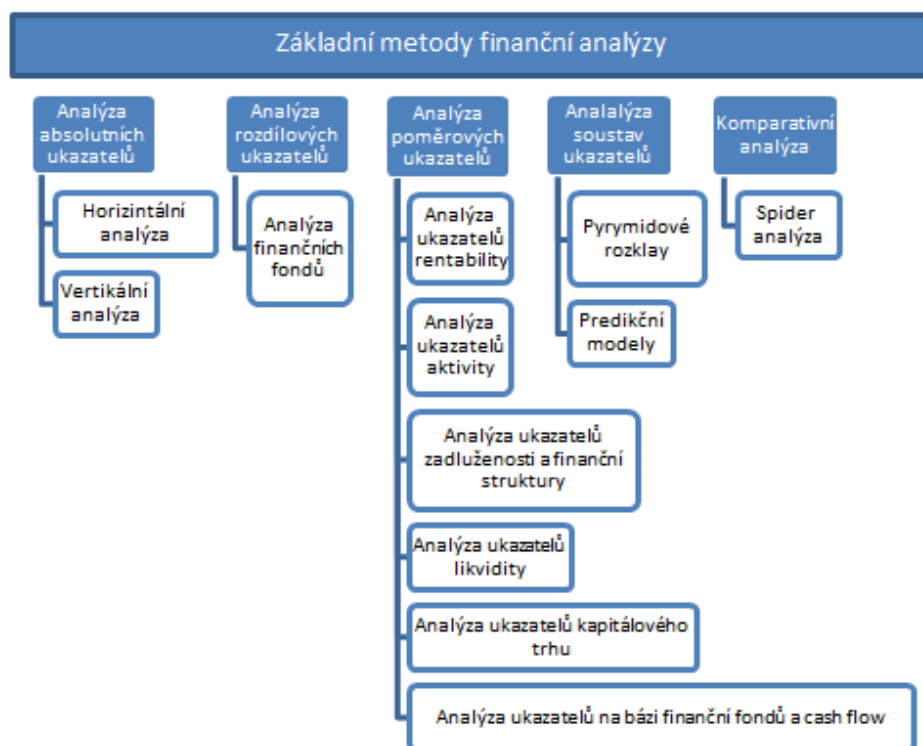 Základní metody finanční analýzy
Analýza
absolutních
ukazatelů
Horizintální
analýza
Vertikální
analýza
Analýza
rozdílových
ukazatelů
Analýza
finančních
fondů
Analýza
poměrových
ukazatelů
Analýza
ukazatelů
rentability
Analýza
ukazatelů
aktivity
Analýza ukazatelů
zadluženosti a finanční
struktury
Analýza ukazatelů
likvidity
Analýza ukazatelů kapitálového
trhu
Analýza ukazatelů na bázi finanční fondů a cash flow
Analalýza
soustav
ukazatelů
Pyrymidové
rozklay
Predikční
modely
Komparativní
analýza
Spider
analýza